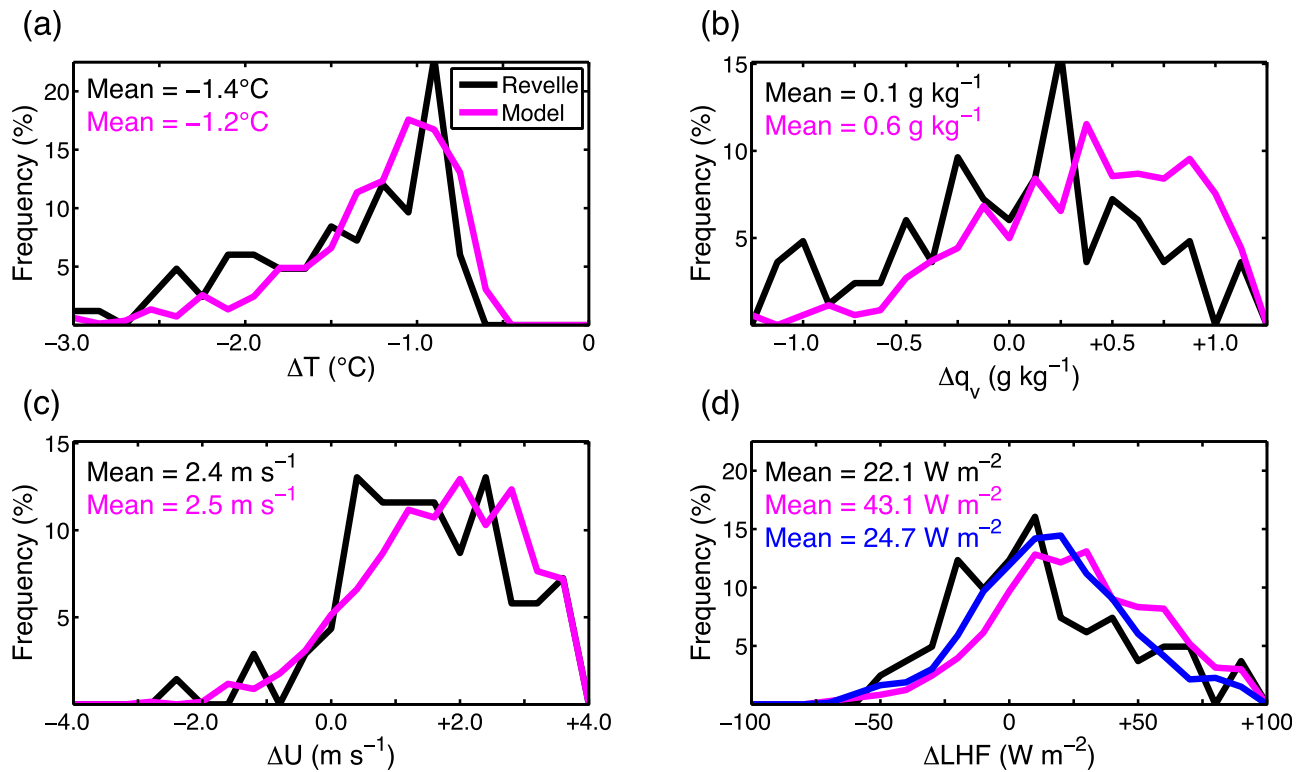 (a)
Mean = −1.4°C
Mean = −1.2°C
Revelle
Model
Frequency (%)
20
15
10
5
−3.0 −2.0 −1.0 0
ΔT (°C)
(b)
Mean = 0.1 g kg⁻¹
Mean = 0.6 g kg⁻¹
Frequency (%)
15
10
5
−1.0 −0.5 0.0 +0.5 +1.0
Δqᵥ (g kg⁻¹)
(c)
Mean = 2.4 m s⁻¹
Mean = 2.5 m s⁻¹
Frequency (%)
15
10
5
−4.0 −2.0 0.0 +2.0 +4.0
ΔU (m s⁻¹)
(d)
Mean = 22.1 W m⁻²
Mean = 43.1 W m⁻²
Mean = 24.7 W m⁻²
Frequency (%)
20
15
10
5
−100 −50 0 +50 +100
ΔLHF (W m⁻²)